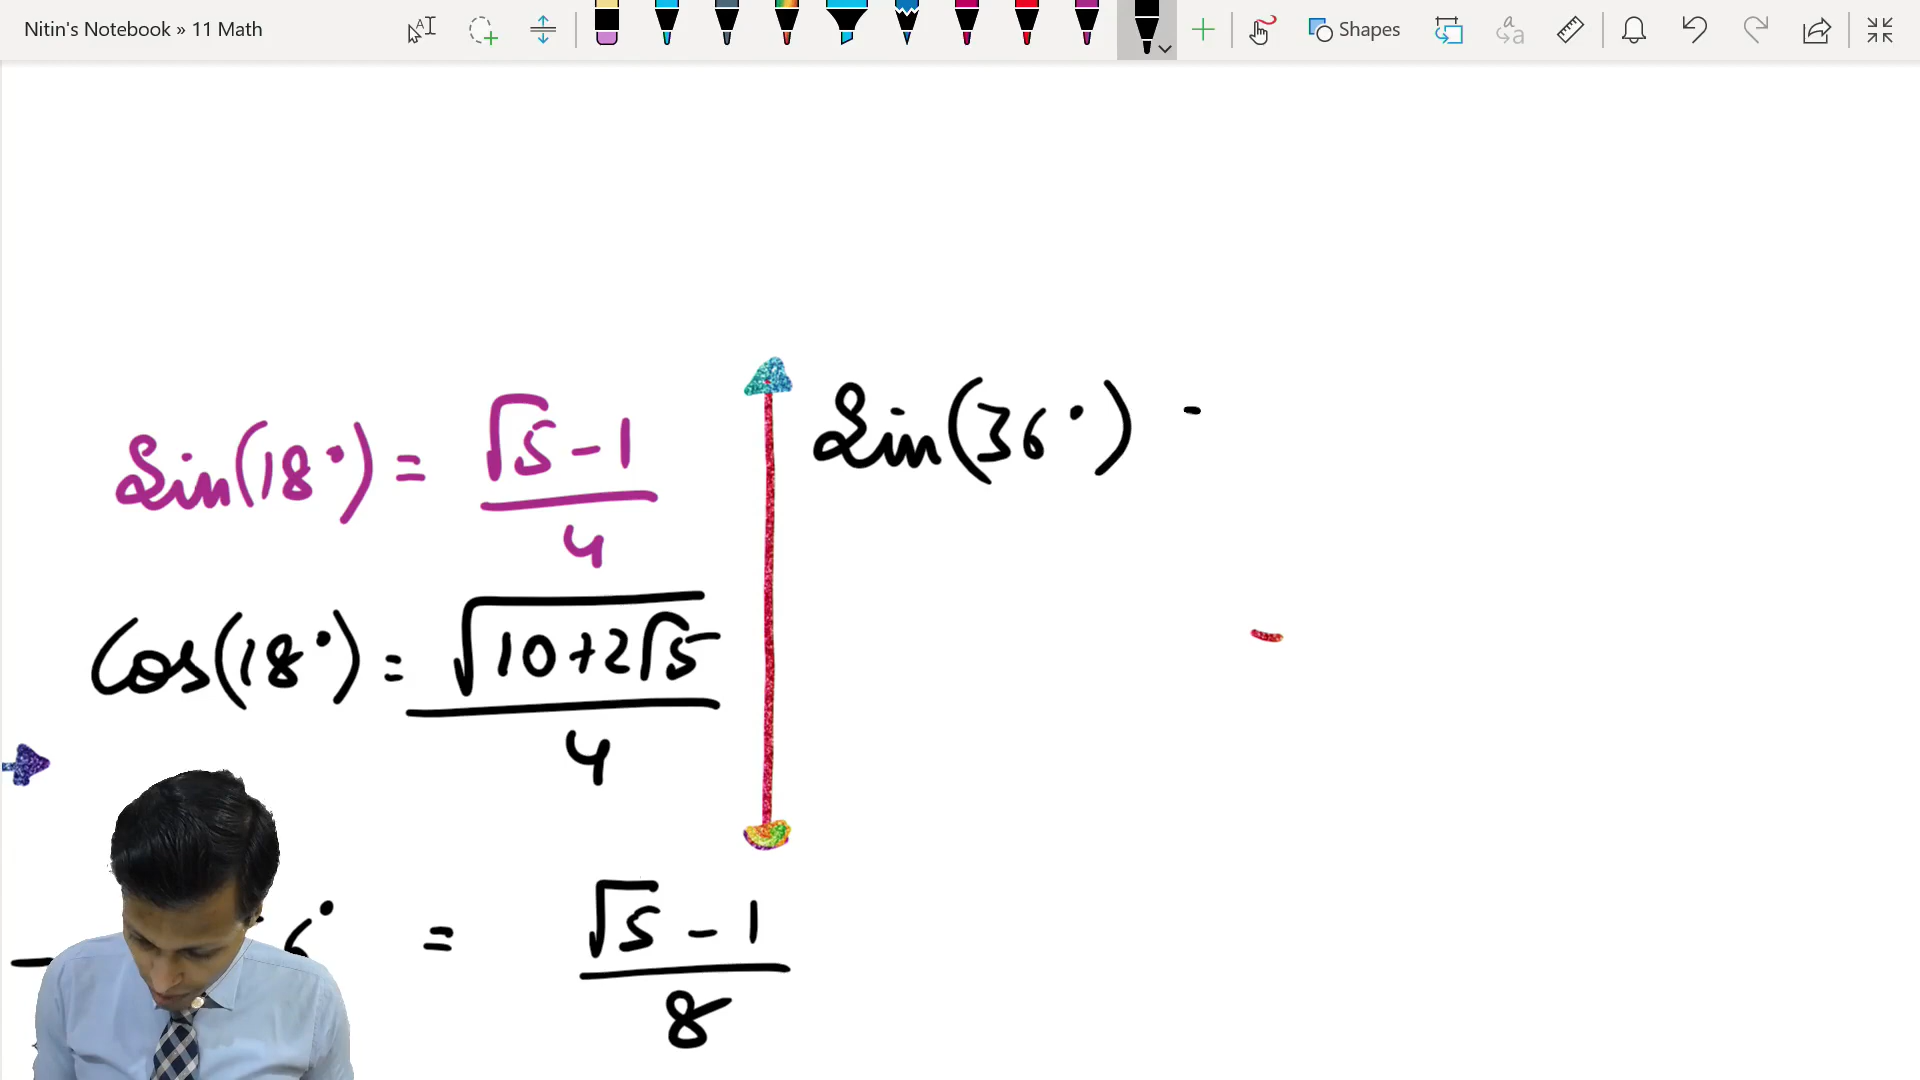 Nitin's Notebook » 11 Math
Shapes
Sin(18°) = √5 - 1 / 4
Sin(36°) -
Cos(18°) = √10+2√5 / 4
6° = √5 - 1 / 8